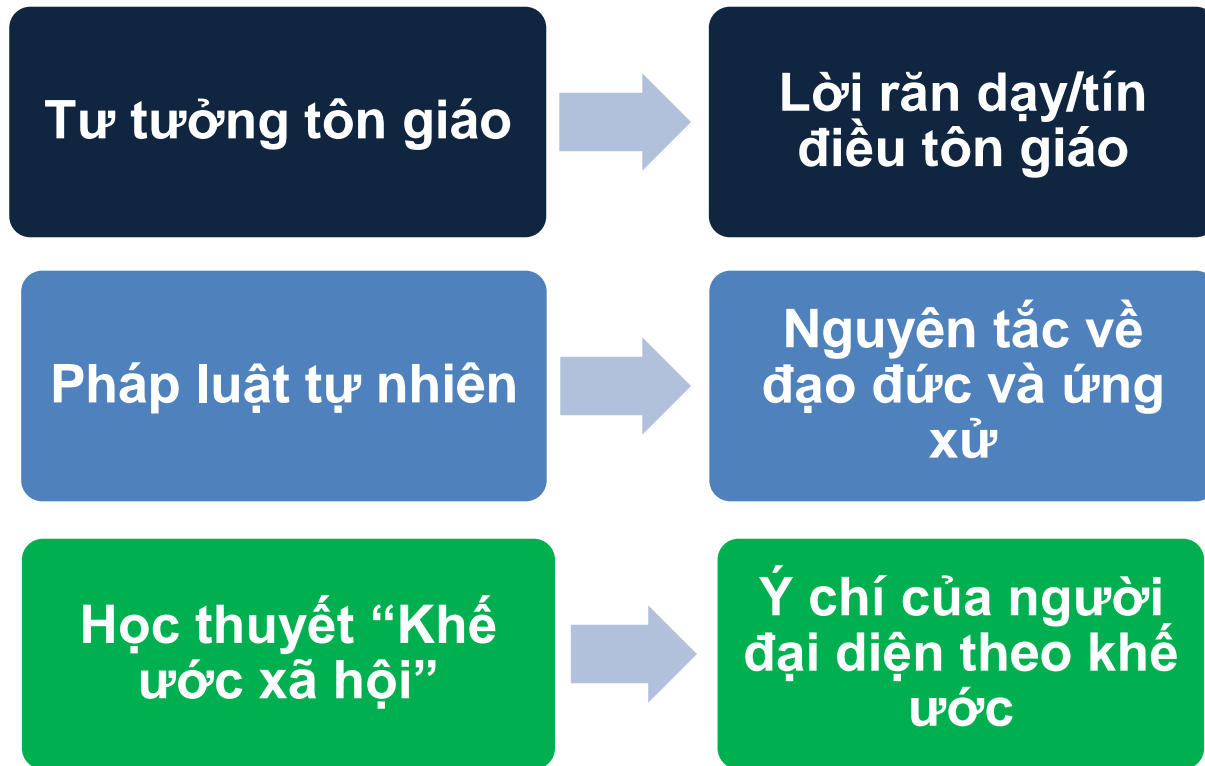 Tư tưởng tôn giáo
Lời răn dạy/tín
điều tôn giáo
Pháp luật tự nhiên
Nguyên tắc về
đạo đức và ứng
xử
Học thuyết “Khế
ước xã hội”
Ý chí của người
đại diện theo khế
ước